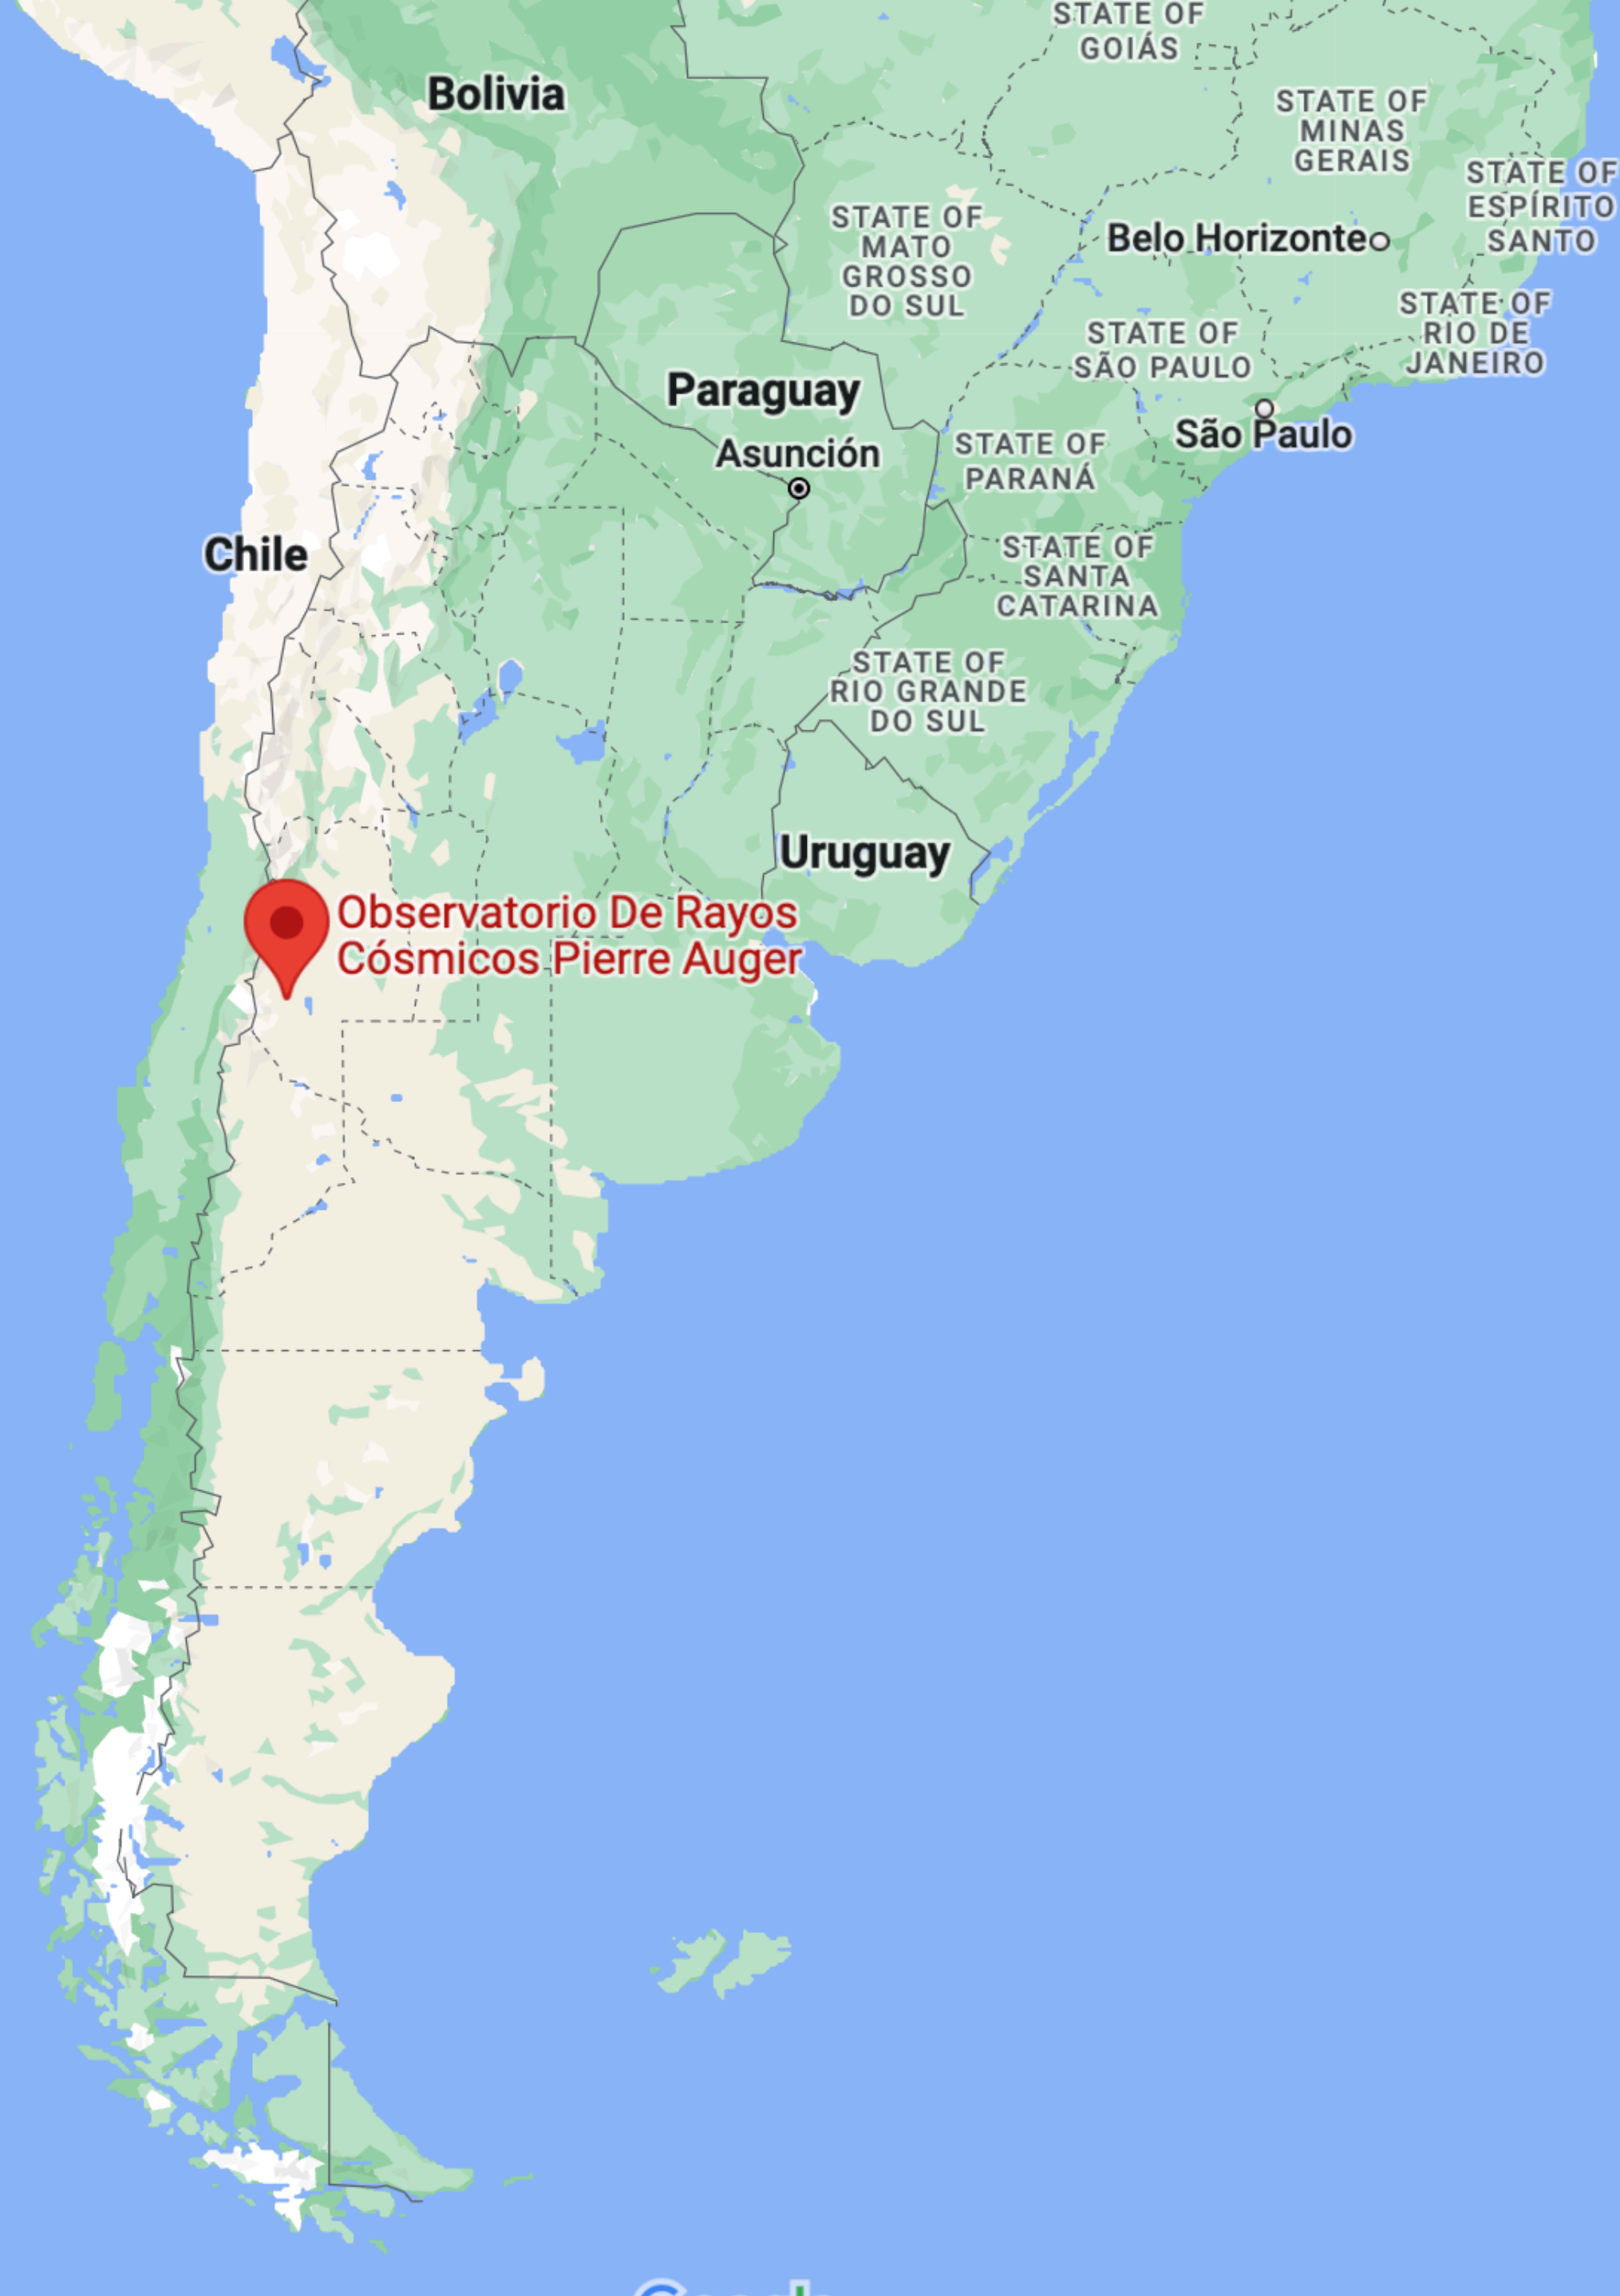 STATE OF
GOIÁS
Bolivia
STATE OF
MINAS
GERAIS
STATE OF
ESPÍRITO
SANTO
STATE OF
MATO
GROSSO
DO SUL
Belo Horizonte
STATE OF
RIO DE
JANEIRO
STATE OF
SÃO PAULO
Paraguay
São Paulo
Asunción
STATE OF
PARANÁ
Chile
STATE OF
SANTA
CATARINA
STATE OF
RIO GRANDE
DO SUL
Uruguay
Observatorio De Rayos
Cósmicos Pierre Auger